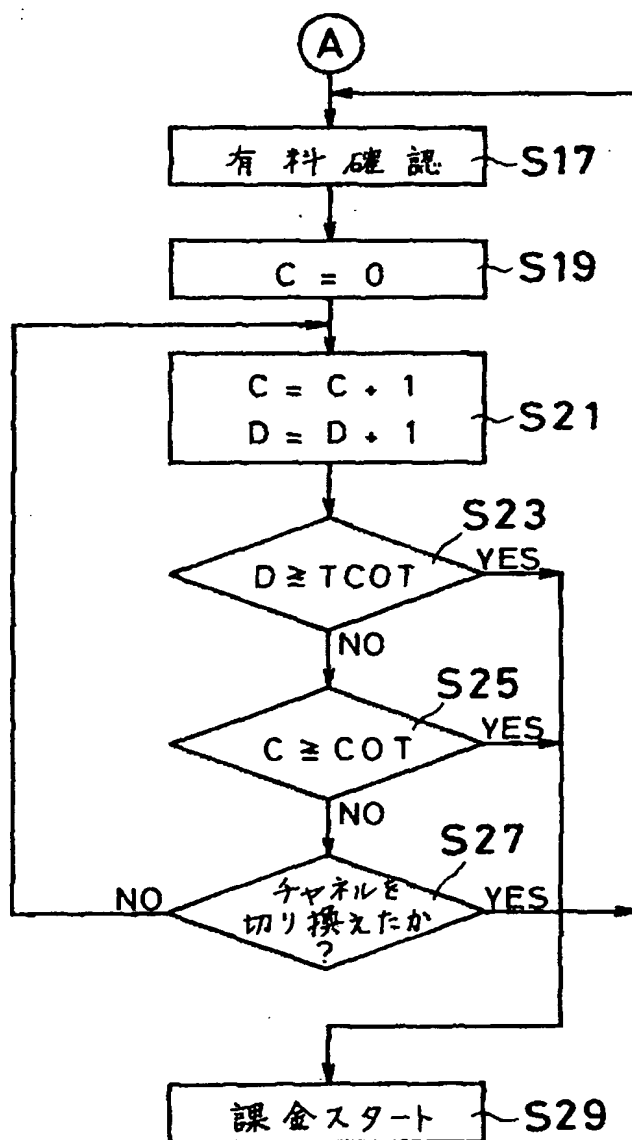 A
有料確認
S17
C = 0
S19
C = C + 1
D = D + 1
S21
S23
D ≧ TCOT
YES
NO
S25
C ≧ COT
YES
NO
S27
チャネルを
切り換えたか
?
NO
YES
課金スタート
S29